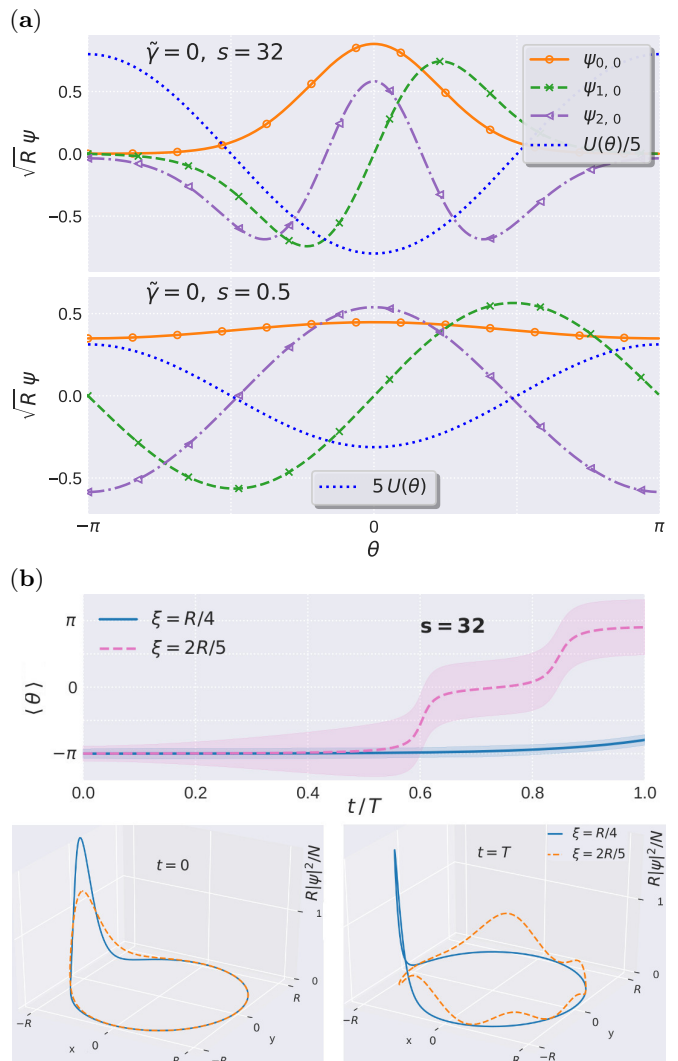 (a)
γ̃ = 0, s = 32
ψ0, 0
ψ1, 0
ψ2, 0
U(θ)/5
0.5
0.0
−0.5
√R ψ
γ̃ = 0, s = 0.5
0.5
0.0
−0.5
√R ψ
5 U(θ)
−π
0
π
θ
(b)
ξ = R/4
ξ = 2R/5
s = 32
π
0
−π
⟨ θ ⟩
0.0
0.2
0.4
0.6
0.8
1.0
t / T
t = 0
R|ψ|²/N
1
0
R
0
−R
y
−R
0
R
x
t = T
ξ = R/4
ξ = 2R/5
R|ψ|²/N
1
0
R
0
−R
y
−R
0
R
x